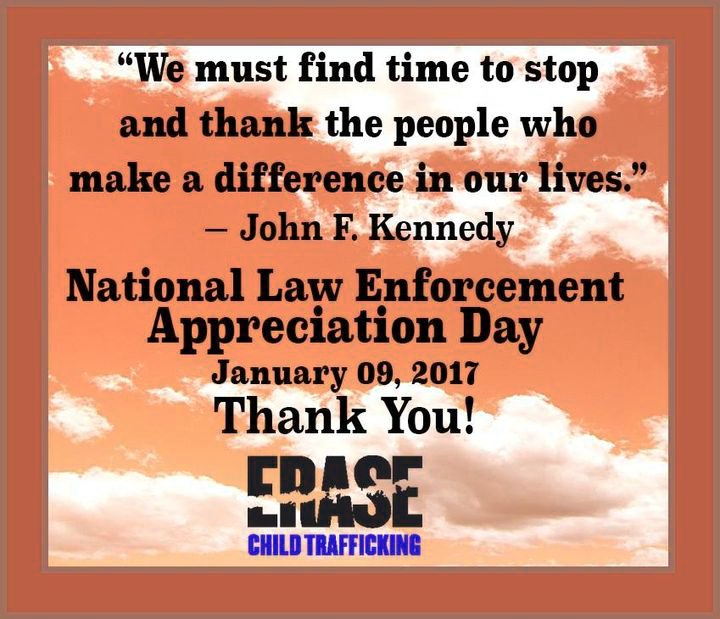 “We must find time to stop
and thank the people who
make a difference in our lives.”
– John F. Kennedy
National Law Enforcement
Appreciation Day
January 09, 2017
Thank You!
ERASE
CHILD TRAFFICKING